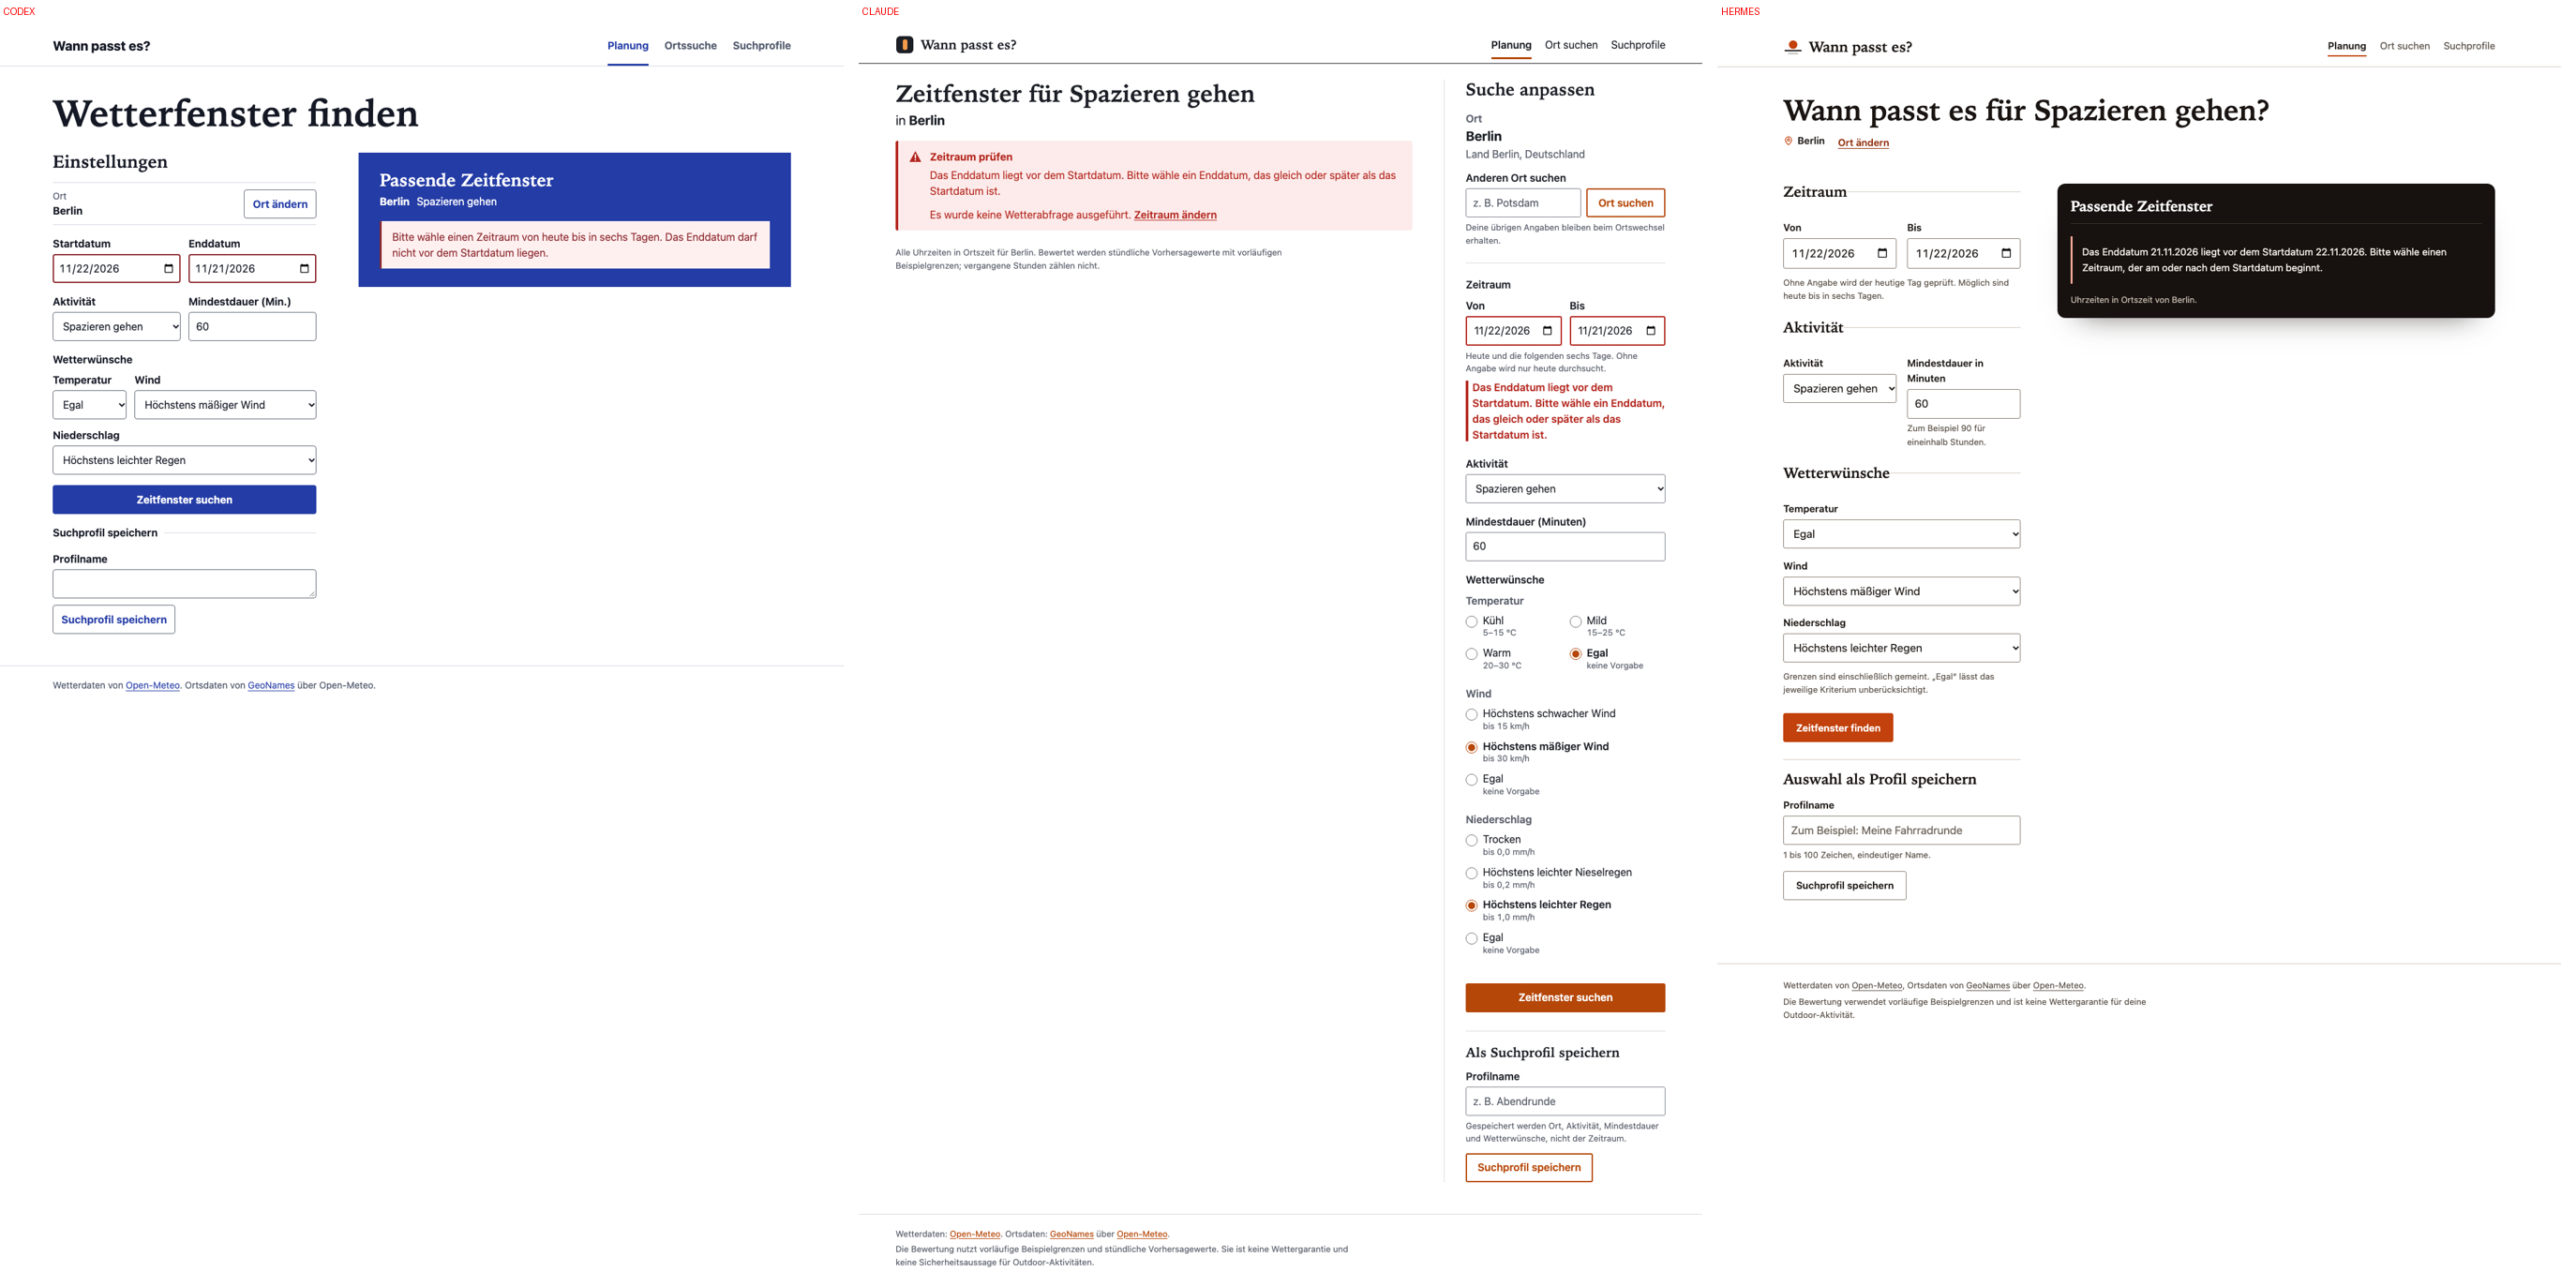 CODEX
Wann passt es?
Planung Ortssuche Suchprofile
Wetterfenster finden
Einstellungen
Ort
Berlin
Ort ändern
Startdatum Enddatum
11/22/2026 11/21/2026
Aktivität Mindestdauer (Min.)
Spazieren gehen 60
Wetterwünsche
Temperatur Wind
Egal Höchstens mäßiger Wind
Niederschlag
Höchstens leichter Regen
Zeitfenster suchen
Suchprofil speichern
Profilname
Suchprofil speichern
Passende Zeitfenster
Berlin Spazieren gehen
Bitte wähle einen Zeitraum von heute bis in sechs Tagen. Das Enddatum darf
nicht vor dem Startdatum liegen.
Wetterdaten von Open-Meteo. Ortsdaten von GeoNames über Open-Meteo.
CLAUDE
Wann passt es?
Planung Ort suchen Suchprofile
Zeitfenster für Spazieren gehen
in Berlin
Zeitraum prüfen
Das Enddatum liegt vor dem Startdatum. Bitte wähle ein Enddatum, das gleich oder später als das
Startdatum ist.
Es wurde keine Wetterabfrage ausgeführt. Zeitraum ändern
Alle Uhrzeiten in Ortszeit für Berlin. Bewertet werden stündliche Vorhersagewerte mit vorläufigen
Beispielgrenzen; vergangene Stunden zählen nicht.
Suche anpassen
Ort
Berlin
Land Berlin, Deutschland
Anderen Ort suchen
z. B. Potsdam Ort suchen
Deine übrigen Angaben bleiben beim Ortswechsel
erhalten.
Zeitraum
Von Bis
11/22/2026 11/21/2026
Heute und die folgenden sechs Tage. Ohne
Angabe wird nur heute durchsucht.
Das Enddatum liegt vor dem
Startdatum. Bitte wähle ein Enddatum,
das gleich oder später als das
Startdatum ist.
Aktivität
Spazieren gehen
Mindestdauer (Minuten)
60
Wetterwünsche
Temperatur
Kühl Mild
5–15 °C 15–25 °C
Warm Egal
20–30 °C keine Vorgabe
Wind
Höchstens schwacher Wind
bis 15 km/h
Höchstens mäßiger Wind
bis 30 km/h
Egal
keine Vorgabe
Niederschlag
Trocken
bis 0,0 mm/h
Höchstens leichter Nieselregen
bis 0,2 mm/h
Höchstens leichter Regen
bis 1,0 mm/h
Egal
keine Vorgabe
Zeitfenster suchen
Als Suchprofil speichern
Profilname
z. B. Abendrunde
Gespeichert werden Ort, Aktivität, Mindestdauer
und Wetterwünsche, nicht der Zeitraum.
Suchprofil speichern
Wetterdaten: Open-Meteo. Ortsdaten: GeoNames über Open-Meteo.
Die Bewertung nutzt vorläufige Beispielgrenzen und stündliche Vorhersagewerte. Sie ist keine Wettergarantie und
keine Sicherheitsaussage für Outdoor-Aktivitäten.
HERMES
Wann passt es?
Planung Ort suchen Suchprofile
Wann passt es für Spazieren gehen?
Berlin Ort ändern
Zeitraum
Von Bis
11/22/2026 11/22/2026
Ohne Angabe wird der heutige Tag geprüft. Möglich sind
heute bis in sechs Tagen.
Aktivität
Aktivität Mindestdauer in
Minuten
Spazieren gehen 60
Zum Beispiel 90 für
eineinhalb Stunden.
Wetterwünsche
Temperatur
Egal
Wind
Höchstens mäßiger Wind
Niederschlag
Höchstens leichter Regen
Grenzen sind einschließlich gemeint. „Egal“ lässt das
jeweilige Kriterium unberücksichtigt.
Zeitfenster finden
Auswahl als Profil speichern
Profilname
Zum Beispiel: Meine Fahrradrunde
1 bis 100 Zeichen, eindeutiger Name.
Suchprofil speichern
Passende Zeitfenster
Das Enddatum 21.11.2026 liegt vor dem Startdatum 22.11.2026. Bitte wähle einen
Zeitraum, der am oder nach dem Startdatum beginnt.
Uhrzeiten in Ortszeit von Berlin.
Wetterdaten von Open-Meteo, Ortsdaten von GeoNames über Open-Meteo.
Die Bewertung verwendet vorläufige Beispielgrenzen und ist keine Wettergarantie für deine
Outdoor-Aktivität.